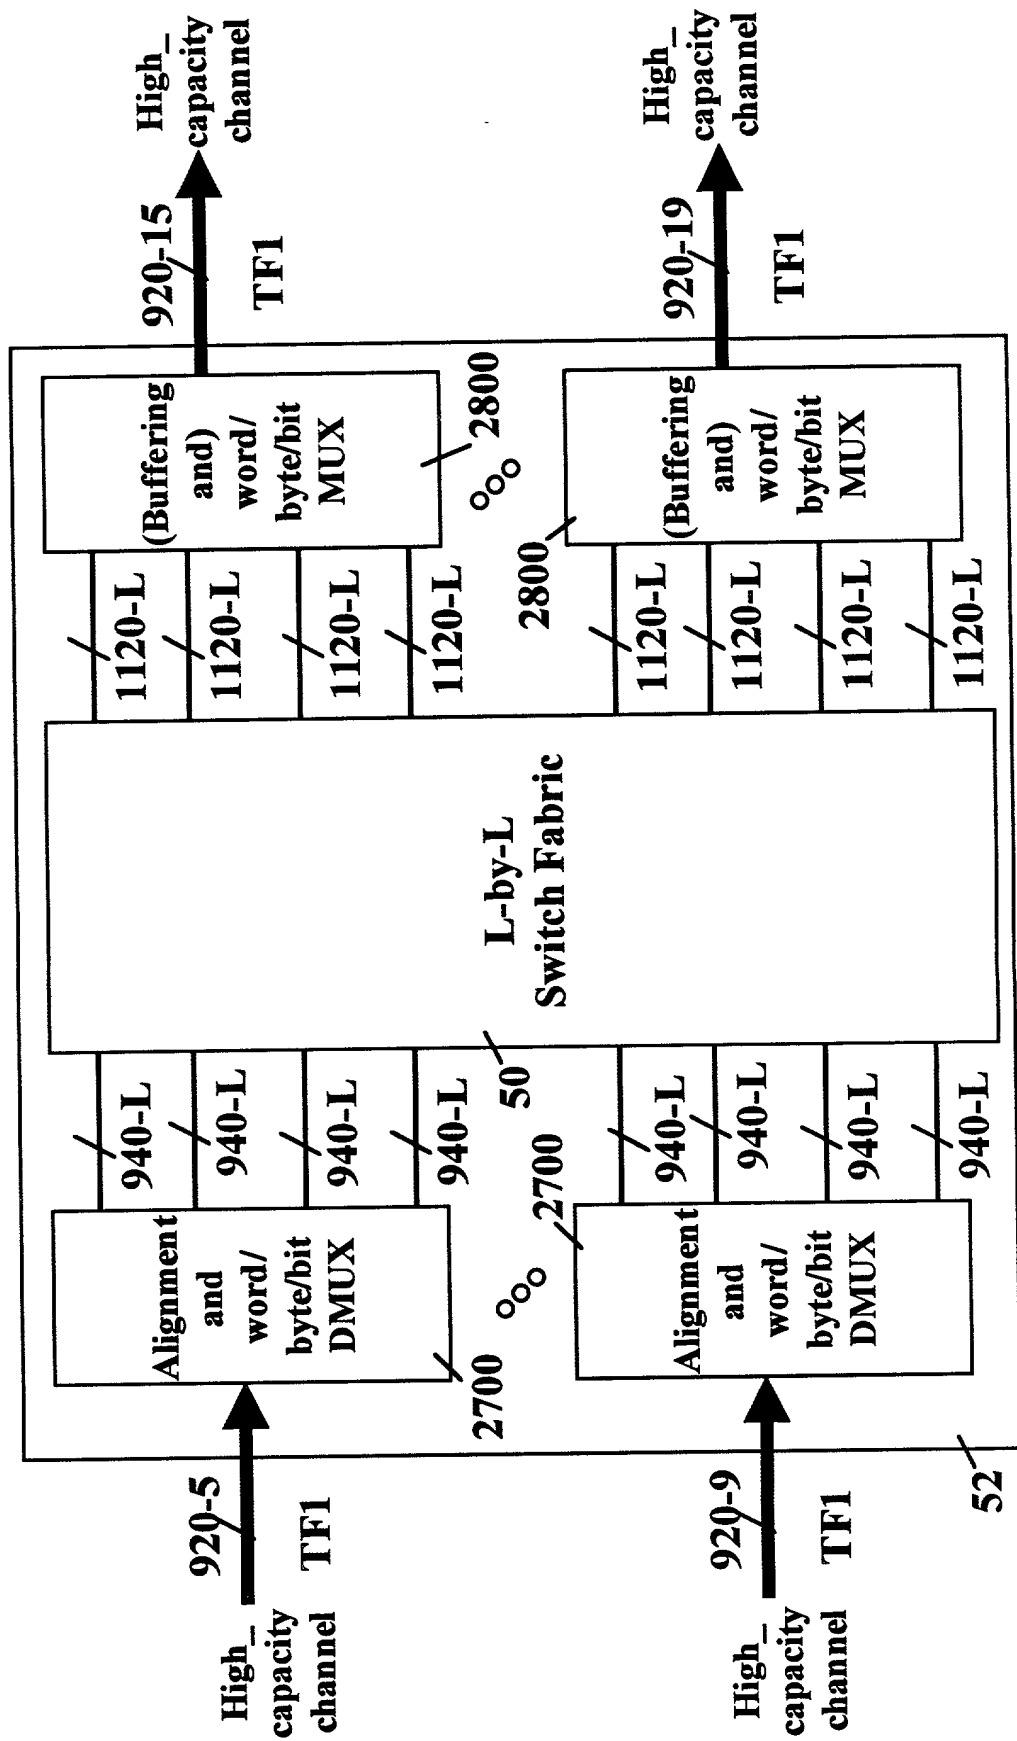 High_
capacity
channel
920-5
TF1
Alignment
and
word/
byte/bit
DMUX
2700
940-L
940-L
940-L
940-L
50
L-by-L
Switch Fabric
1120-L
1120-L
1120-L
1120-L
(Buffering
and)
word/
byte/bit
MUX
2800
920-15
TF1
High_
capacity
channel
High_
capacity
channel
920-9
TF1
52
2700
Alignment
and
word/
byte/bit
DMUX
940-L
940-L
940-L
940-L
1120-L
1120-L
1120-L
1120-L
2800
(Buffering
and)
word/
byte/bit
MUX
920-19
TF1
High_
capacity
channel